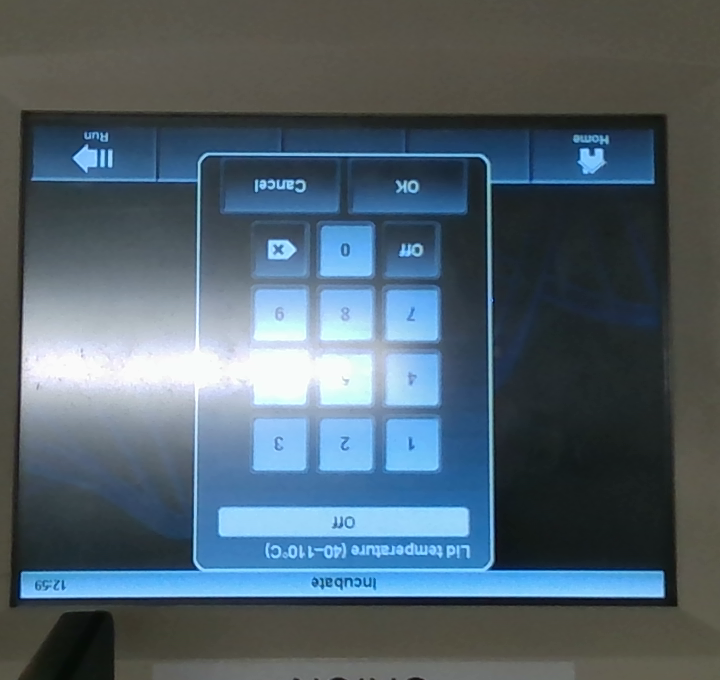 Incubate 12:59
Lid temperature (40–110°C)
Off
1 2 3
4 5
7 8 9
Off 0
OK Cancel
Home Run